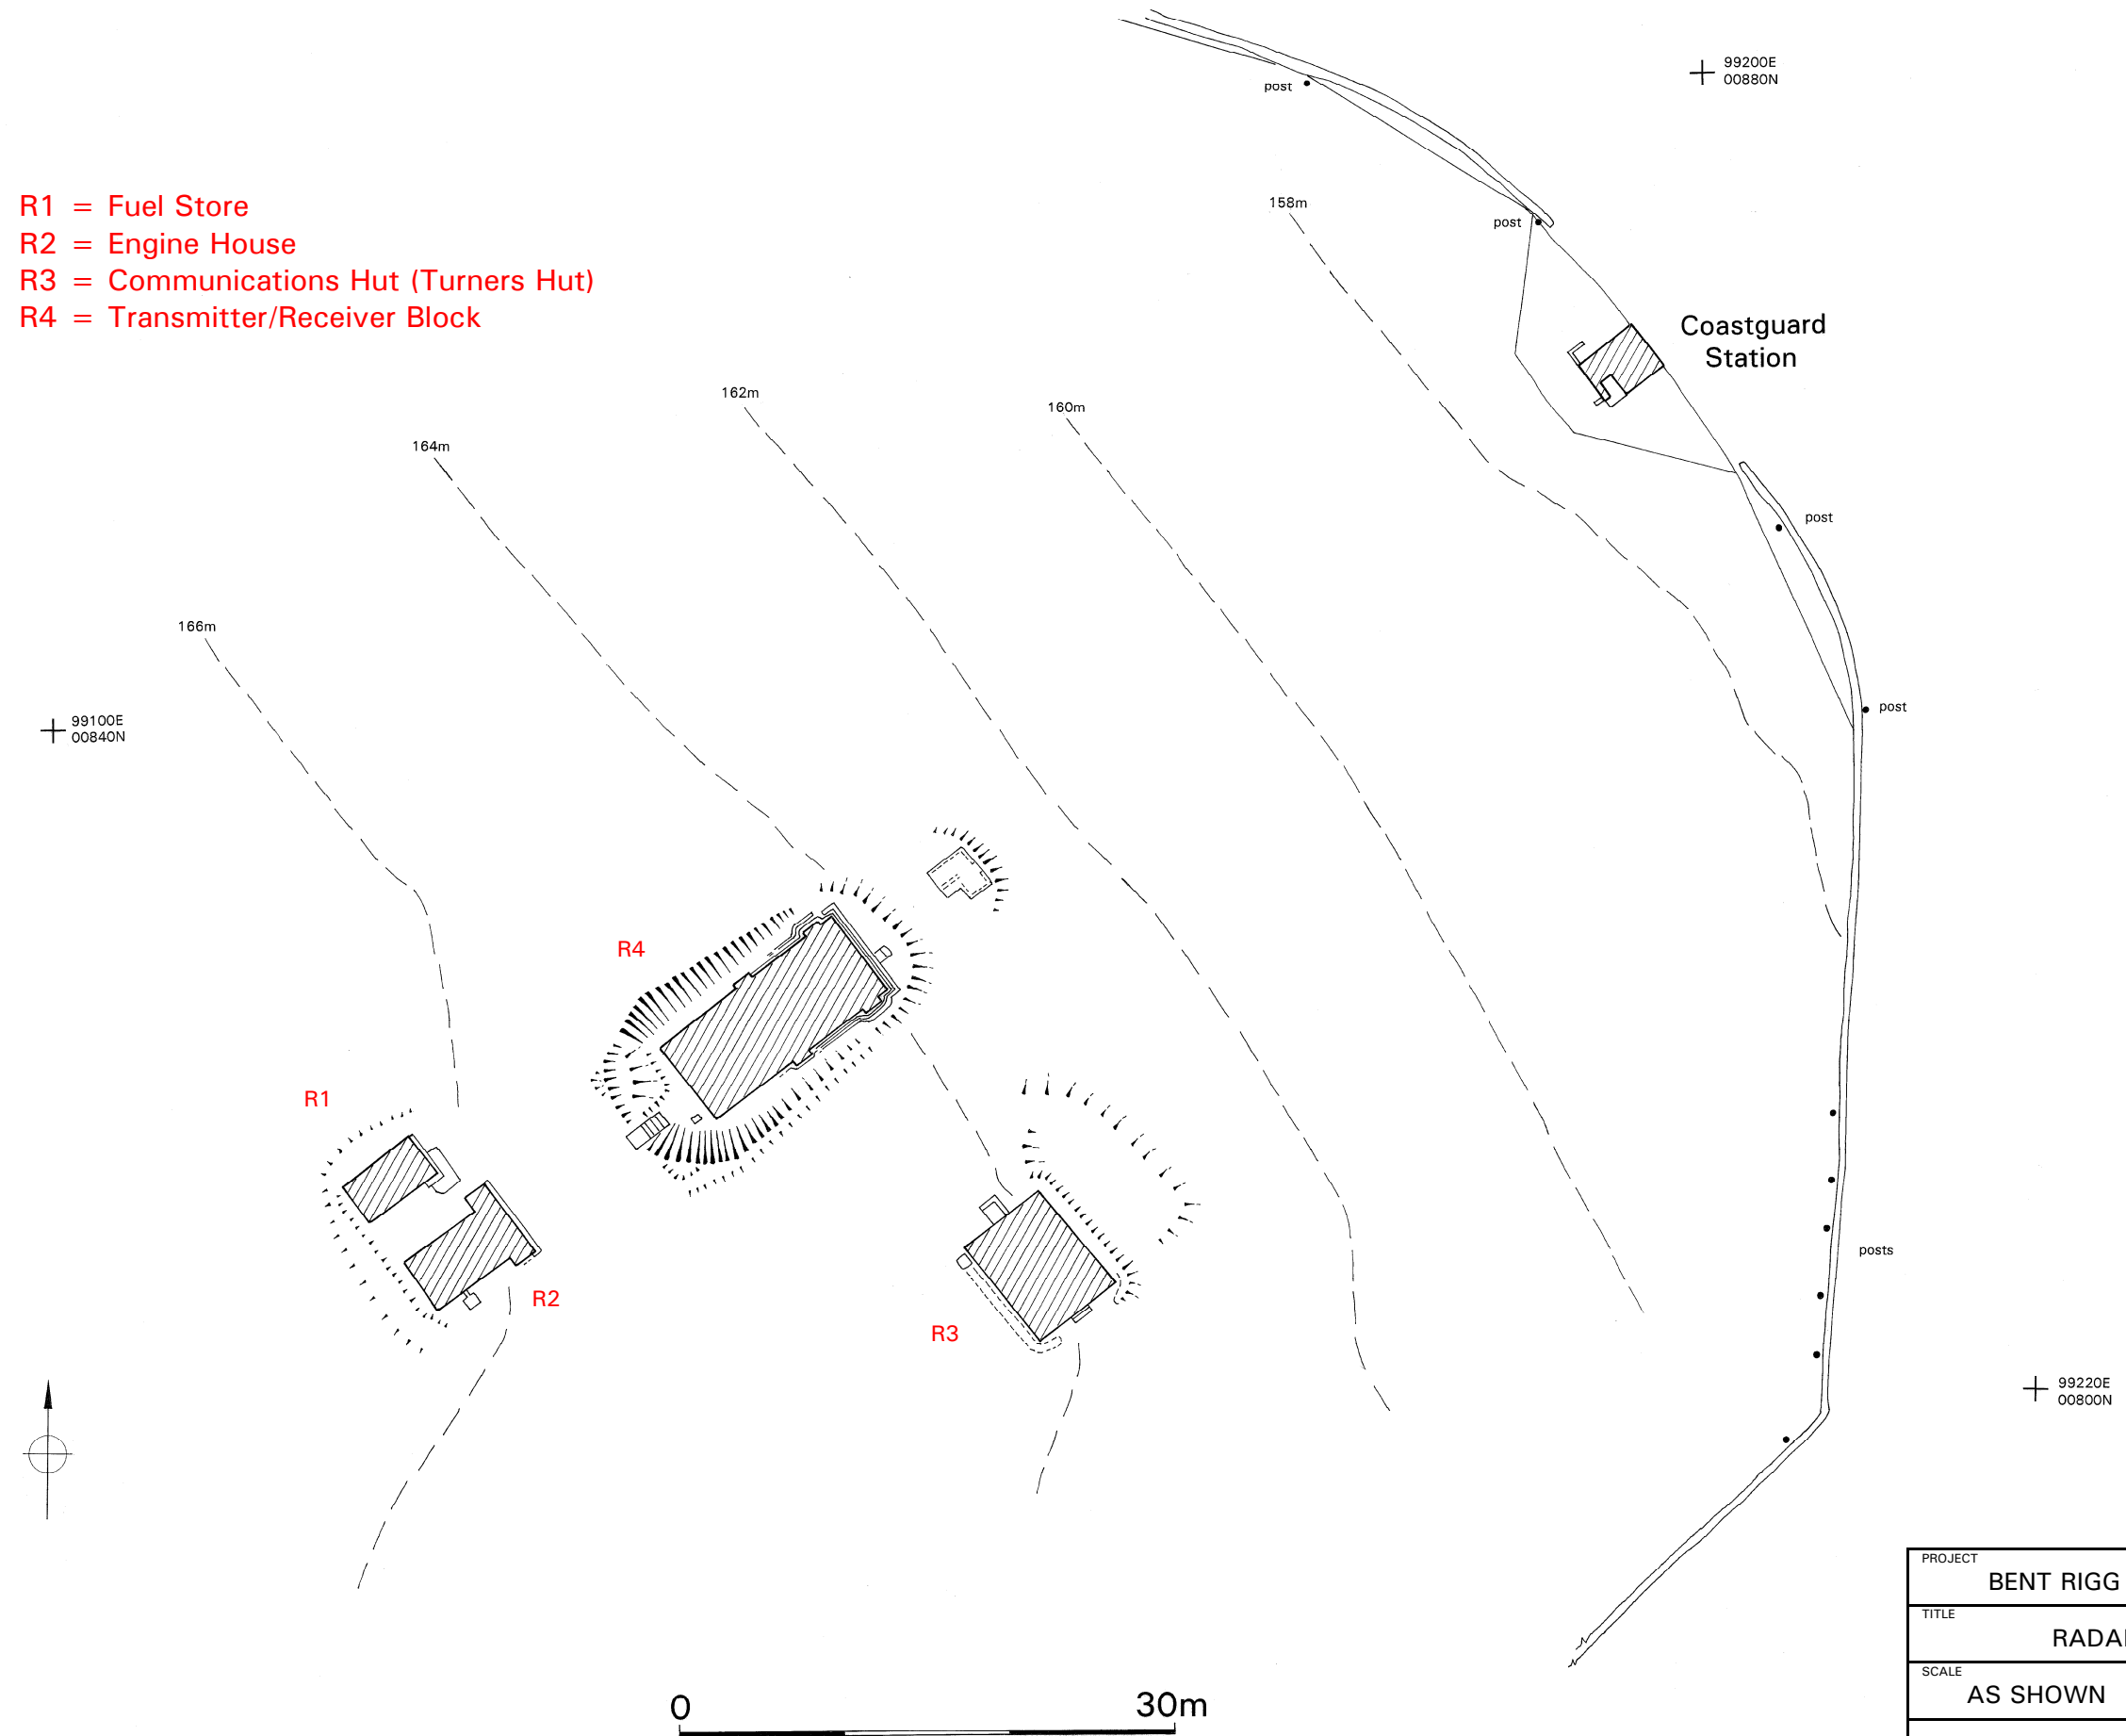 99200E
00880N
post
R1 = Fuel Store
R2 = Engine House
R3 = Communications Hut (Turners Hut)
R4 = Transmitter/Receiver Block
158m
post
Coastguard
Station
162m
160m
164m
post
166m
post
99100E
00840N
R4
R1
posts
R2
R3
99220E
00800N
PROJECT
BENT RIGG
TITLE
RADA
SCALE
AS SHOWN
0 30m